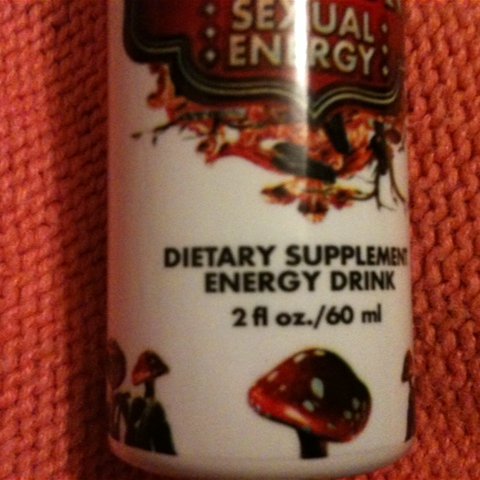 SEXUAL
ENERGY
DIETARY SUPPLEMENT
ENERGY DRINK
2 fl oz./60 ml